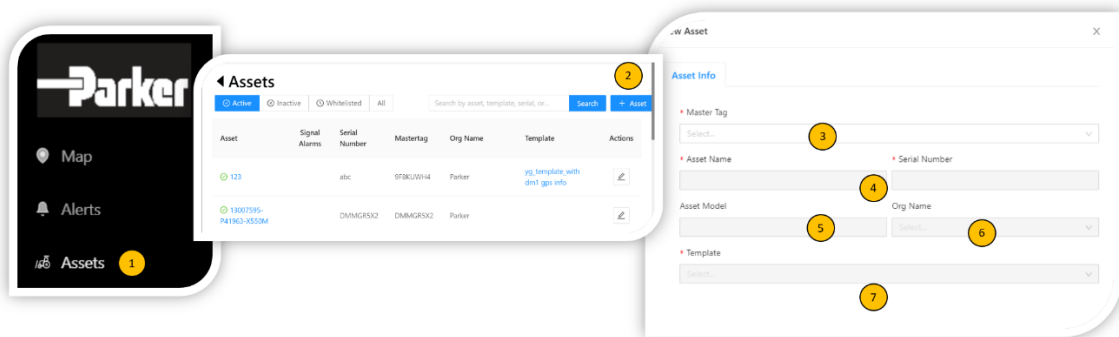 Parker
Map
Alerts
Assets
1
Assets
2
Active Inactive Whitelisted All Search by asset, template, serial, or... Search + Asset
Asset Signal Alarms Serial Number Mastertag Org Name Template Actions
123 abc 9FBKUWH4 Parker yg_template_with dm1 gps info
13007595-P41963-X550M DMMGR5X2 DMMGR5X2 Parker
Asset X
Asset Info
* Master Tag
Select...
3
* Asset Name * Serial Number
4
Asset Model Org Name
5
Select...
6
* Template
Select...
7